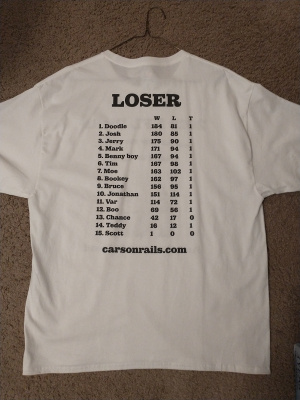 LOSER
W L T
1. Doodie 184 81 1
2. Josh 180 85 1
3. Jerry 175 90 1
4. Mark 171 94 1
5. Benny boy 167 94 1
6. Tim 167 98 1
7. Moe 163 102 1
8. Bookey 162 97 1
9. Bruce 156 95 1
10. Jonathan 151 114 1
11. Var 114 72 1
12. Boo 69 56 1
13. Chance 42 17 0
14. Teddy 16 12 1
15. Scott 1 0 0
carsonrails.com